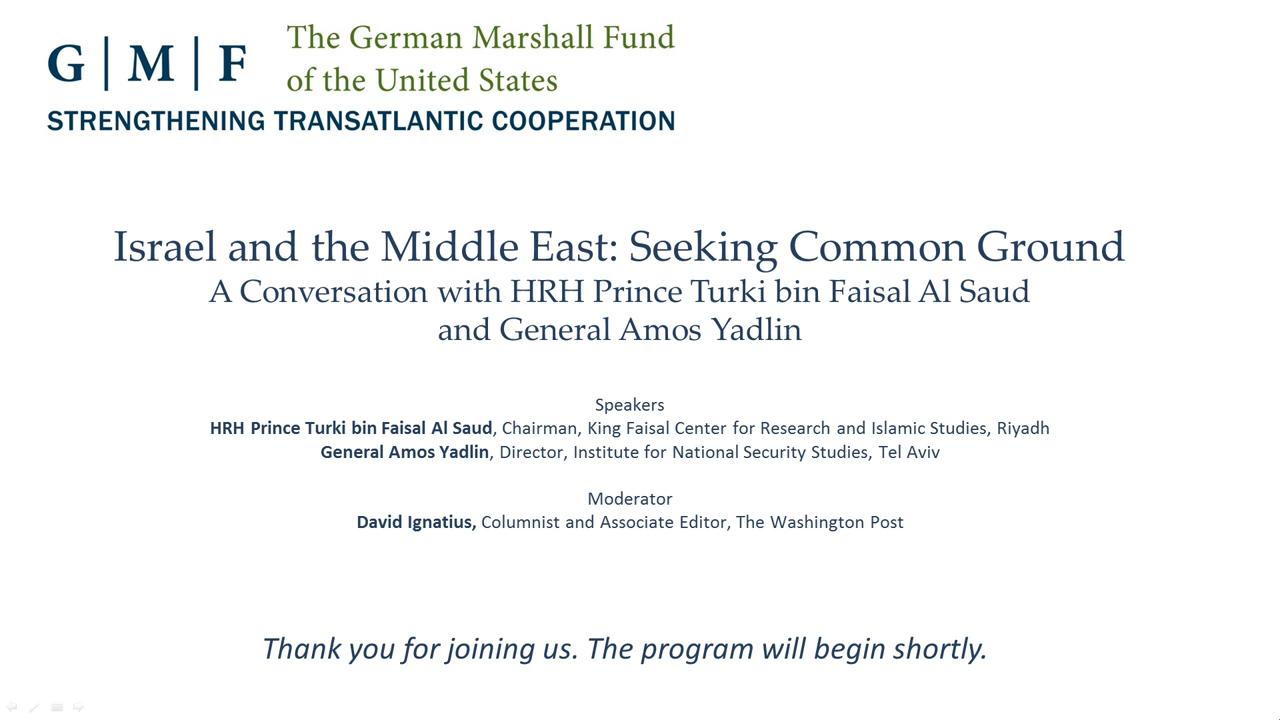 G | M | F
The German Marshall Fund
of the United States
STRENGTHENING TRANSATLANTIC COOPERATION
Israel and the Middle East: Seeking Common Ground
A Conversation with HRH Prince Turki bin Faisal Al Saud
and General Amos Yadlin
Speakers
HRH Prince Turki bin Faisal Al Saud, Chairman, King Faisal Center for Research and Islamic Studies, Riyadh
General Amos Yadlin, Director, Institute for National Security Studies, Tel Aviv
Moderator
David Ignatius, Columnist and Associate Editor, The Washington Post
Thank you for joining us. The program will begin shortly.